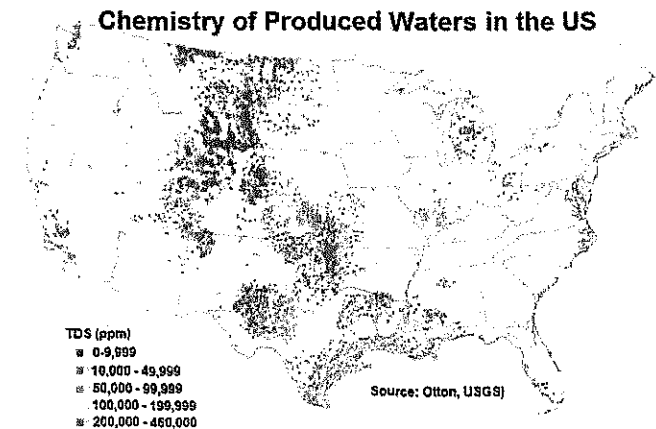 Chemistry of Produced Waters in the US
TDS (ppm)
0-9,999
10,000 - 49,999
50,000 - 99,999
100,000 - 199,999
200,000 - 460,000
Source: Otton, USGS)